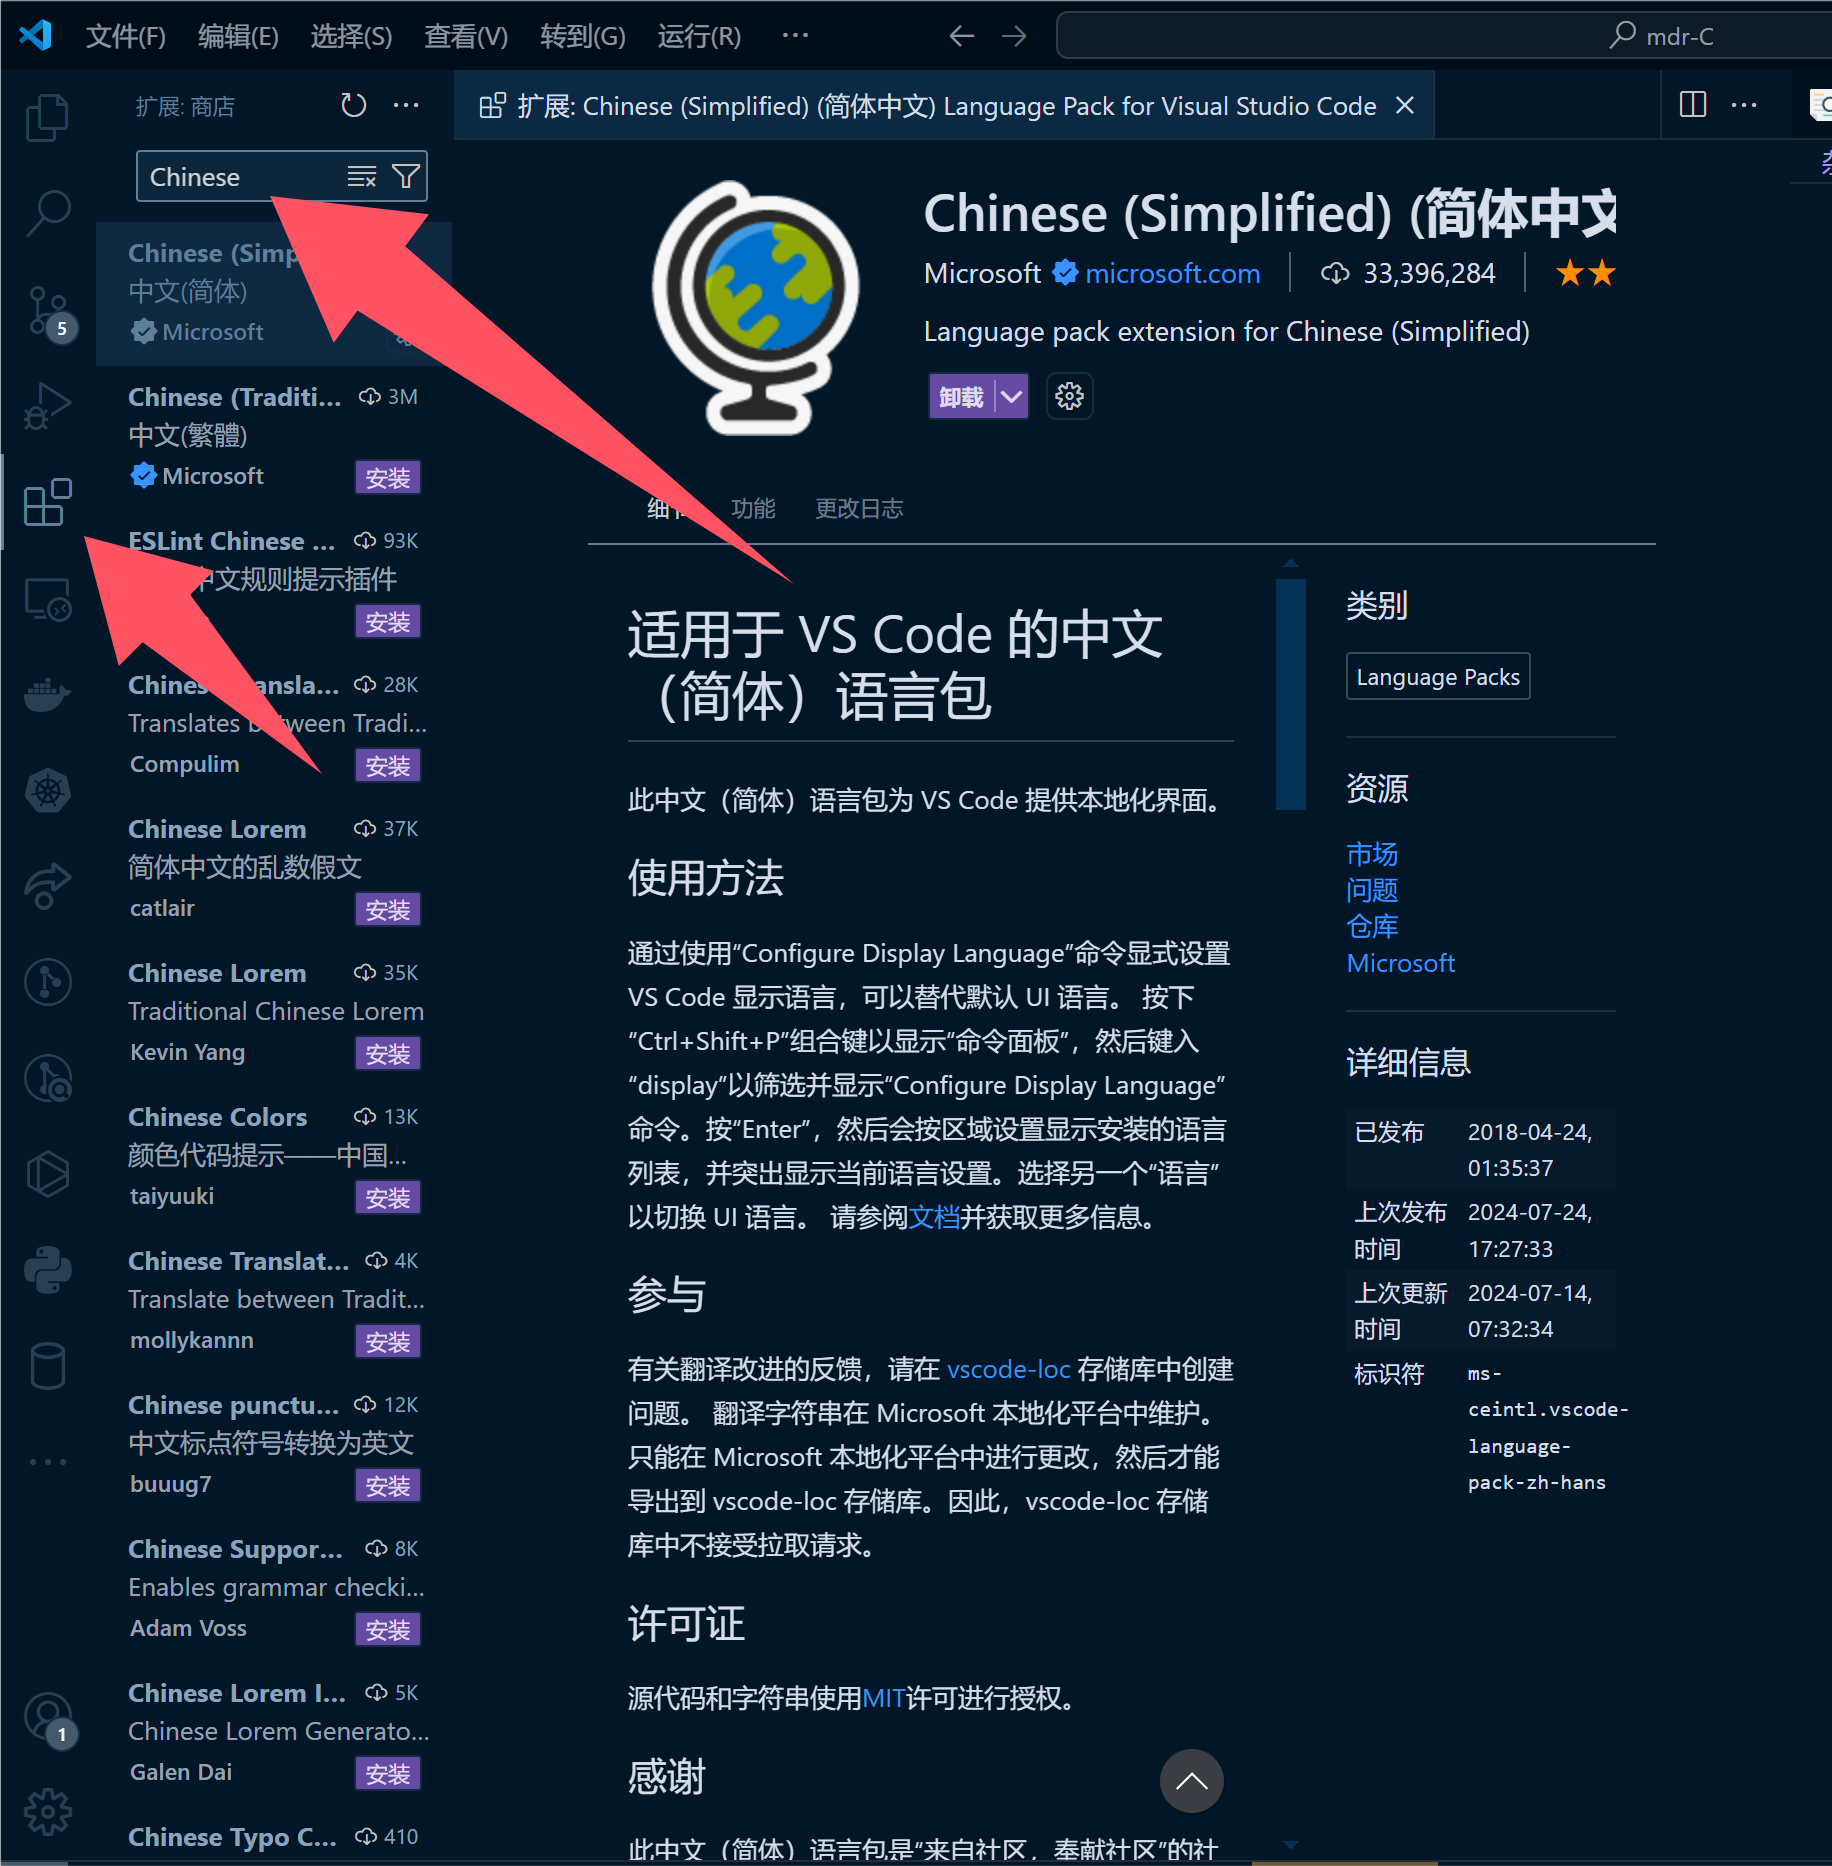 文件(F) 编辑(E) 选择(S) 查看(V) 转到(G) 运行(R) ··· mdr-C
扩展: 商店
Chinese
Chinese (Simp
中文(简体)
Microsoft
Chinese (Traditi... 3M
中文(繁體)
Microsoft 安装
ESLint Chinese ... 93K
中文规则提示插件
安装
28K
Translates between Tradi...
Compulim 安装
Chinese Lorem 37K
简体中文的乱数假文
catlair 安装
Chinese Lorem 35K
Traditional Chinese Lorem
Kevin Yang 安装
Chinese Colors 13K
颜色代码提示——中国...
taiyuuki 安装
Chinese Translat... 4K
Translate between Tradit...
mollykannn 安装
Chinese punctu... 12K
中文标点符号转换为英文
buuug7 安装
Chinese Suppor... 8K
Enables grammar checki...
Adam Voss 安装
Chinese Lorem I... 5K
Chinese Lorem Generato...
Galen Dai 安装
Chinese Typo C... 410
5
1
扩展: Chinese (Simplified) (简体中文) Language Pack for Visual Studio Code
Chinese (Simplified) (简体中文
Microsoft microsoft.com 33,396,284
Language pack extension for Chinese (Simplified)
卸载
功能 更改日志
适用于 VS Code 的中文
（简体）语言包
此中文（简体）语言包为 VS Code 提供本地化界面。
使用方法
通过使用“Configure Display Language”命令显式设置
VS Code 显示语言，可以替代默认 UI 语言。 按下
“Ctrl+Shift+P”组合键以显示“命令面板”，然后键入
“display”以筛选并显示“Configure Display Language”
命令。按“Enter”，然后会按区域设置显示安装的语言
列表，并突出显示当前语言设置。选择另一个“语言”
以切换 UI 语言。 请参阅文档并获取更多信息。
参与
有关翻译改进的反馈，请在 vscode-loc 存储库中创建
问题。 翻译字符串在 Microsoft 本地化平台中维护。
只能在 Microsoft 本地化平台中进行更改，然后才能
导出到 vscode-loc 存储库。因此，vscode-loc 存储
库中不接受拉取请求。
许可证
源代码和字符串使用MIT许可进行授权。
感谢
此中文（简体）语言包是“来自社区，奉献社区”的社
类别
Language Packs
资源
市场
问题
仓库
Microsoft
详细信息
已发布 2018-04-24,
01:35:37
上次发布 2024-07-24,
时间 17:27:33
上次更新 2024-07-14,
时间 07:32:34
标识符 ms-
ceintl.vscode-
language-
pack-zh-hans